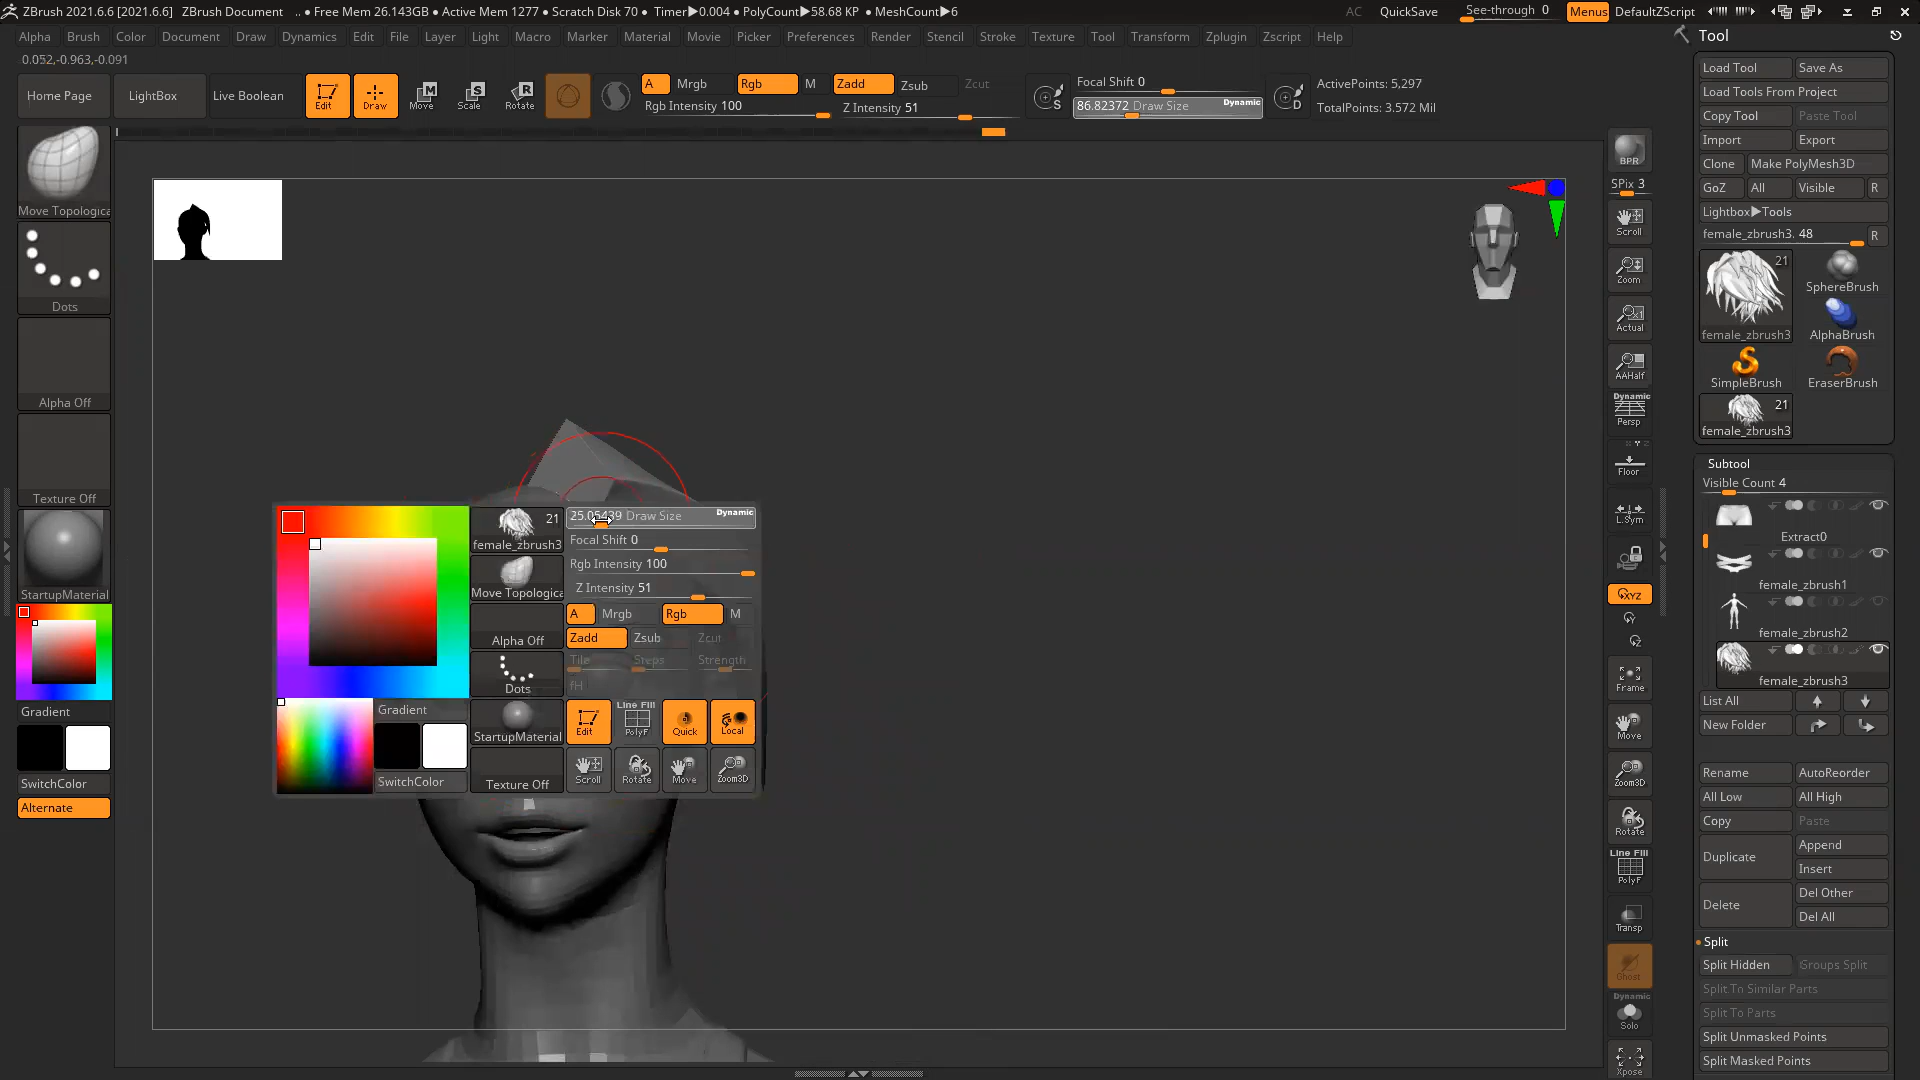 ZBrush 2021.6.6 [2021.6.6] ZBrush Document .. ● Free Mem 26.143GB ● Active Mem 1277 ● Scratch Disk 70 ● Timer▶0.004 ● PolyCount▶58.68 KP ● MeshCount▶6 AC QuickSave See-through 0 Menus DefaultZScript
Alpha Brush Color Document Draw Dynamics Edit File Layer Light Macro Marker Material Movie Picker Preferences Render Stencil Stroke Texture Tool Transform Zplugin Zscript Help
0.052,-0.963,-0.091
Home Page LightBox Live Boolean Edit Draw Move Scale Rotate
A Mrgb Rgb M Zadd Zsub Zcut
Rgb Intensity 100 Z Intensity 51
Focal Shift 0
86.82372 Draw Size Dynamic
ActivePoints: 5,297
TotalPoints: 3.572 Mil
Move Topologica
Dots
Alpha Off
Texture Off
StartupMaterial
Gradient
SwitchColor
Alternate
25.05439 Draw Size Dynamic
Focal Shift 0
Rgb Intensity 100
Z Intensity 51
A Mrgb Rgb M
Zadd Zsub Zcut
Tile Steps Strength
fH
21
female_zbrush3
Move Topologica
Alpha Off
Dots
StartupMaterial
Texture Off
Gradient
SwitchColor
Edit
Line Fill
PolyF
Quick
Local
Scroll
Rotate
Move
Zoom3D
BPR
SPix 3
Scroll
Zoom
Actual
AAHalf
Dynamic
Persp
Floor
L.Sym
XYZ
Frame
Move
Zoom3D
Rotate
Line Fill
PolyF
Transp
Ghost
Dynamic
Solo
Xpose
Tool
Load Tool Save As
Load Tools From Project
Copy Tool Paste Tool
Import Export
Clone Make PolyMesh3D
GoZ All Visible R
Lightbox▶Tools
female_zbrush3. 48 R
21
female_zbrush3
SphereBrush
AlphaBrush
SimpleBrush
EraserBrush
21
female_zbrush3
Subtool
Visible Count 4
Extract0
female_zbrush1
female_zbrush2
female_zbrush3
List All
New Folder
Rename AutoReorder
All Low All High
Copy Paste
Duplicate Append
Insert
Delete Del Other
Del All
Split
Split Hidden Groups Split
Split To Similar Parts
Split To Parts
Split Unmasked Points
Split Masked Points